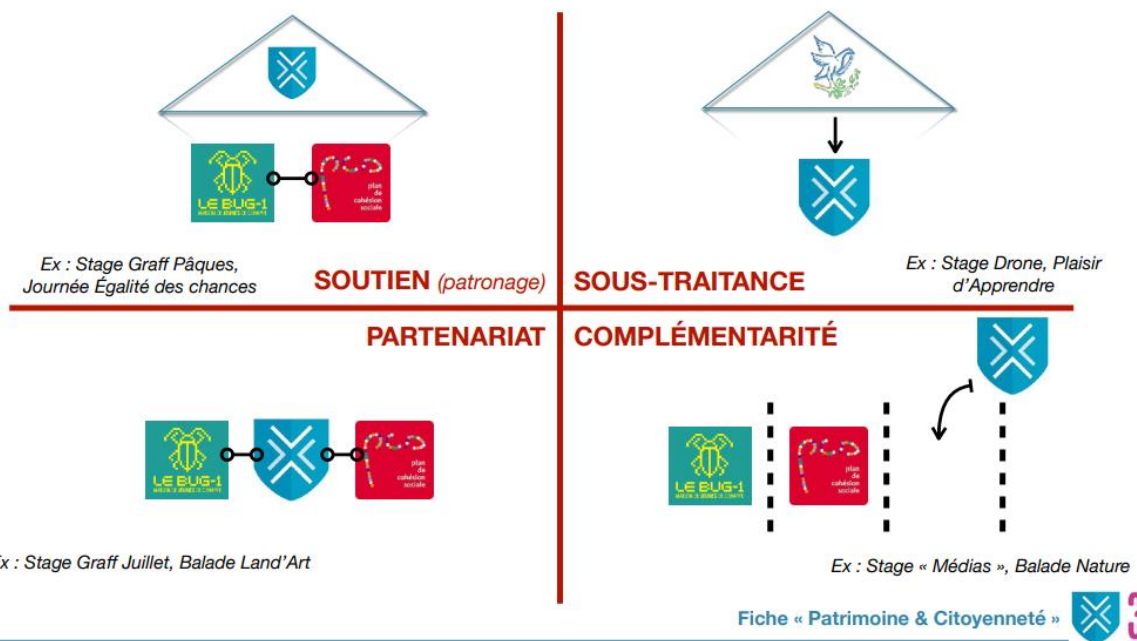 LE BUG-1
plan
de
cohésion
sociale
Ex : Stage Graff Pâques,
Journée Égalité des chances
SOUTIEN (patronage)
SOUS-TRAITANCE
Ex : Stage Drone, Plaisir
d'Apprendre
PARTENARIAT
COMPLÉMENTARITÉ
LE BUG-1
plan
de
cohésion
sociale
LE BUG-1
plan
de
cohésion
sociale
: Stage Graff Juillet, Balade Land'Art
Ex : Stage « Médias », Balade Nature
Fiche « Patrimoine & Citoyenneté »